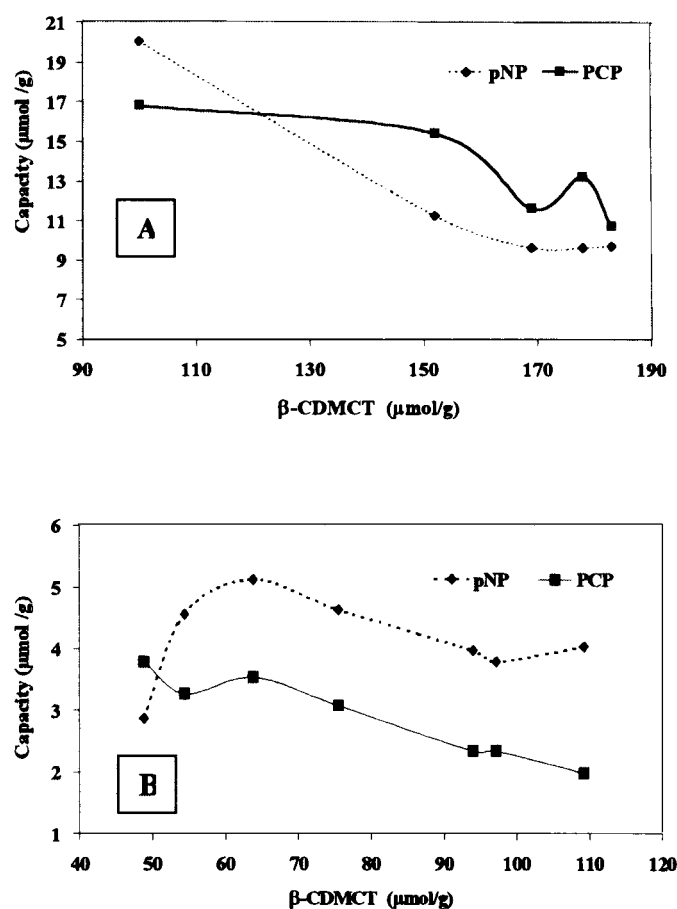 21
19
17
15
13
11
9
7
5
Capacity (μmol /g)
pNP PCP
A
90 110 130 150 170 190
β-CDMCT (μmol/g)
6
5
4
3
2
1
Capacity (μmol /g)
pNP PCP
B
40 50 60 70 80 90 100 110 120
β-CDMCT (μmol/g)